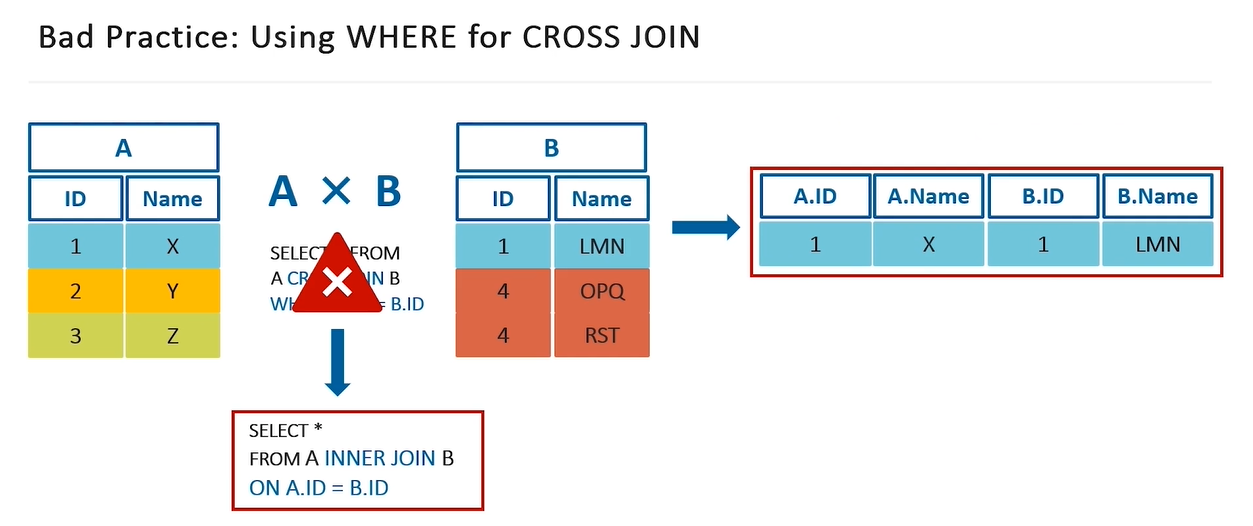 Bad Practice: Using WHERE for CROSS JOIN
A
ID Name
1 X
2 Y
3 Z
A × B
FROM
A B
= B.ID
B
ID Name
1 LMN
4 OPQ
4 RST
A.ID A.Name B.ID B.Name
1 X 1 LMN
SELECT *
FROM A INNER JOIN B
ON A.ID = B.ID